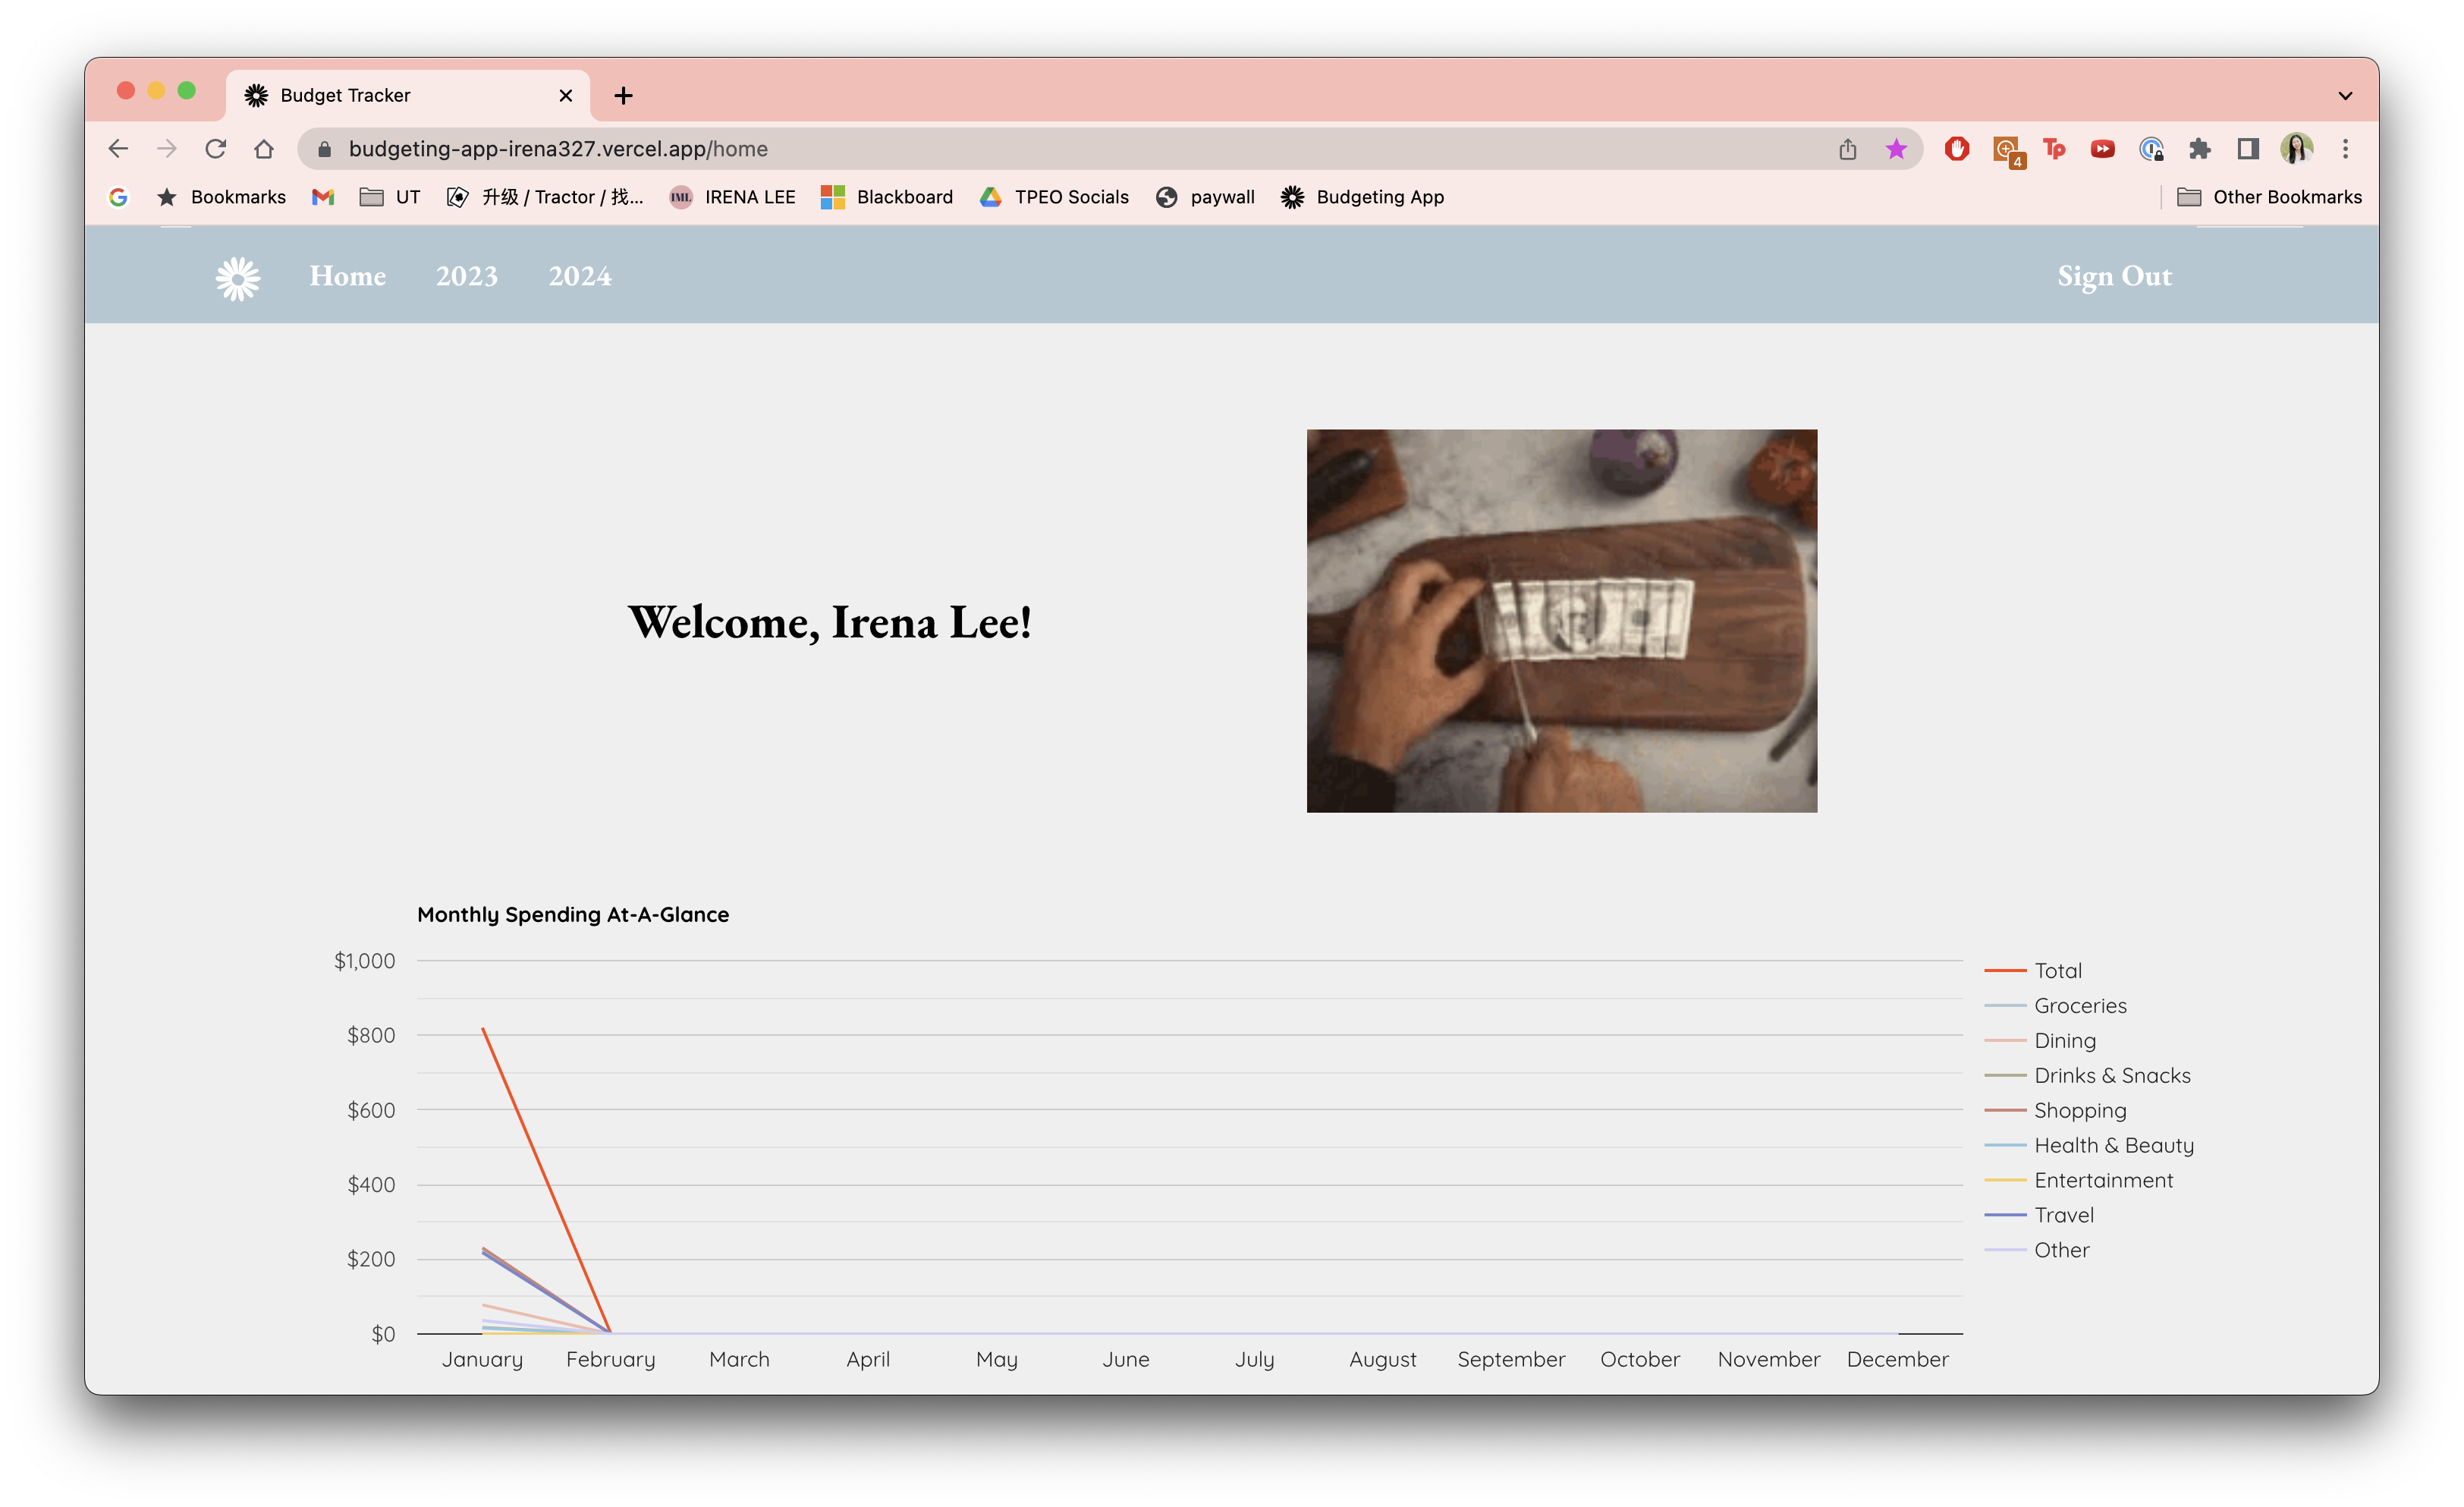 Budget Tracker
budgeting-app-irena327.vercel.app/home
4
Tp
Bookmarks UT 升级 / Tractor / 找... IML IRENA LEE Blackboard TPEO Socials paywall Budgeting App Other Bookmarks
Home 2023 2024 Sign Out
Welcome, Irena Lee!
Monthly Spending At-A-Glance
$1,000
$800
$600
$400
$200
$0
January February March April May June July August September October November December
Total
Groceries
Dining
Drinks & Snacks
Shopping
Health & Beauty
Entertainment
Travel
Other